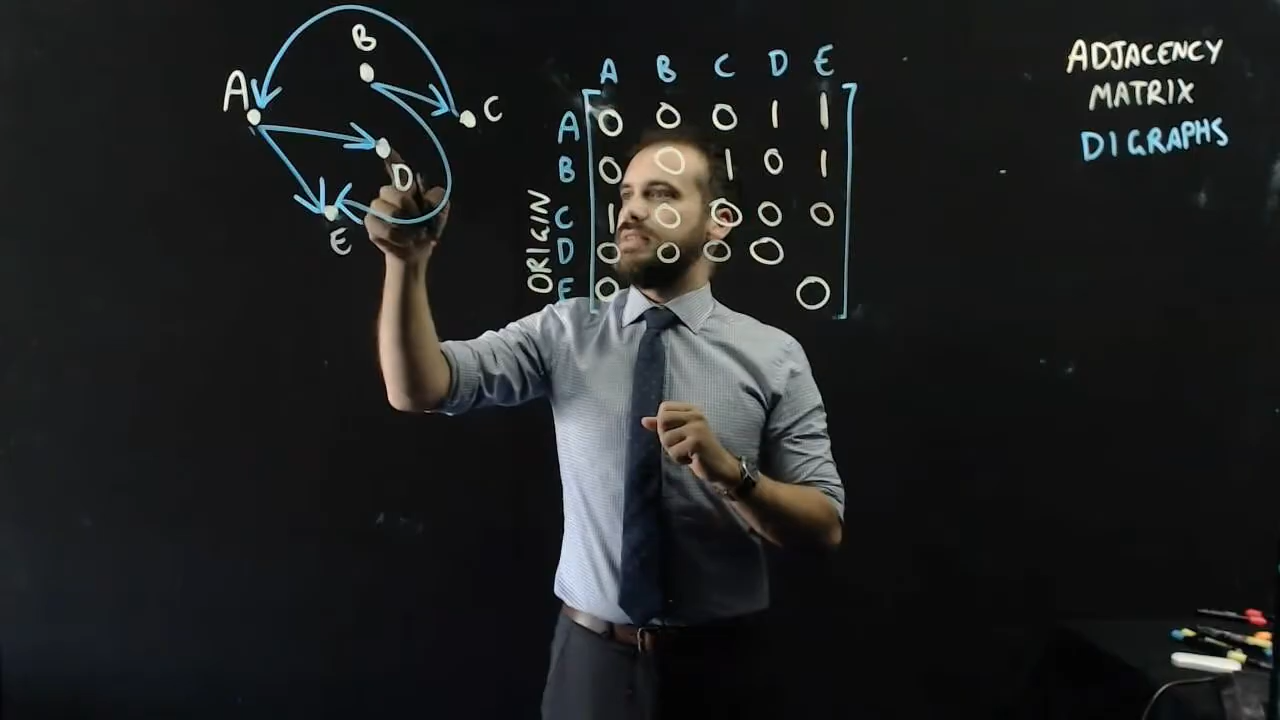 B
A
C
D
E
A B C D E
A 0 0 0 1 1
B 0 0 1 0 1
C 1 0 0 0 0
D 0 0 0 0
E 0 0
ORIGIN
ADJACENCY
MATRIX
DIGRAPHS